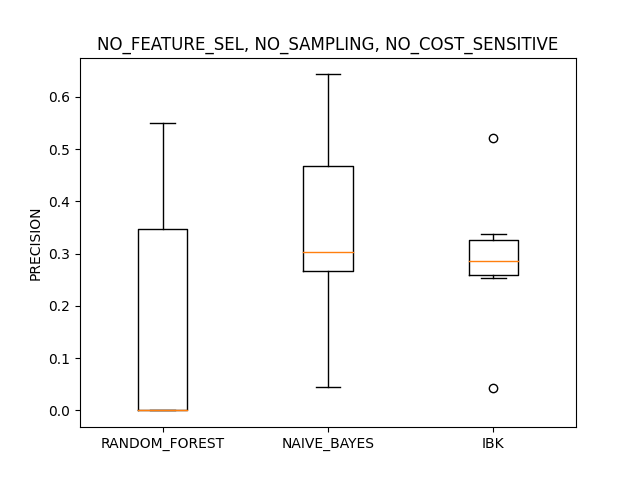 NO_FEATURE_SEL, NO_SAMPLING, NO_COST_SENSITIVE
PRECISION
0.6
0.5
0.4
0.3
0.2
0.1
0.0
RANDOM_FOREST NAIVE_BAYES IBK